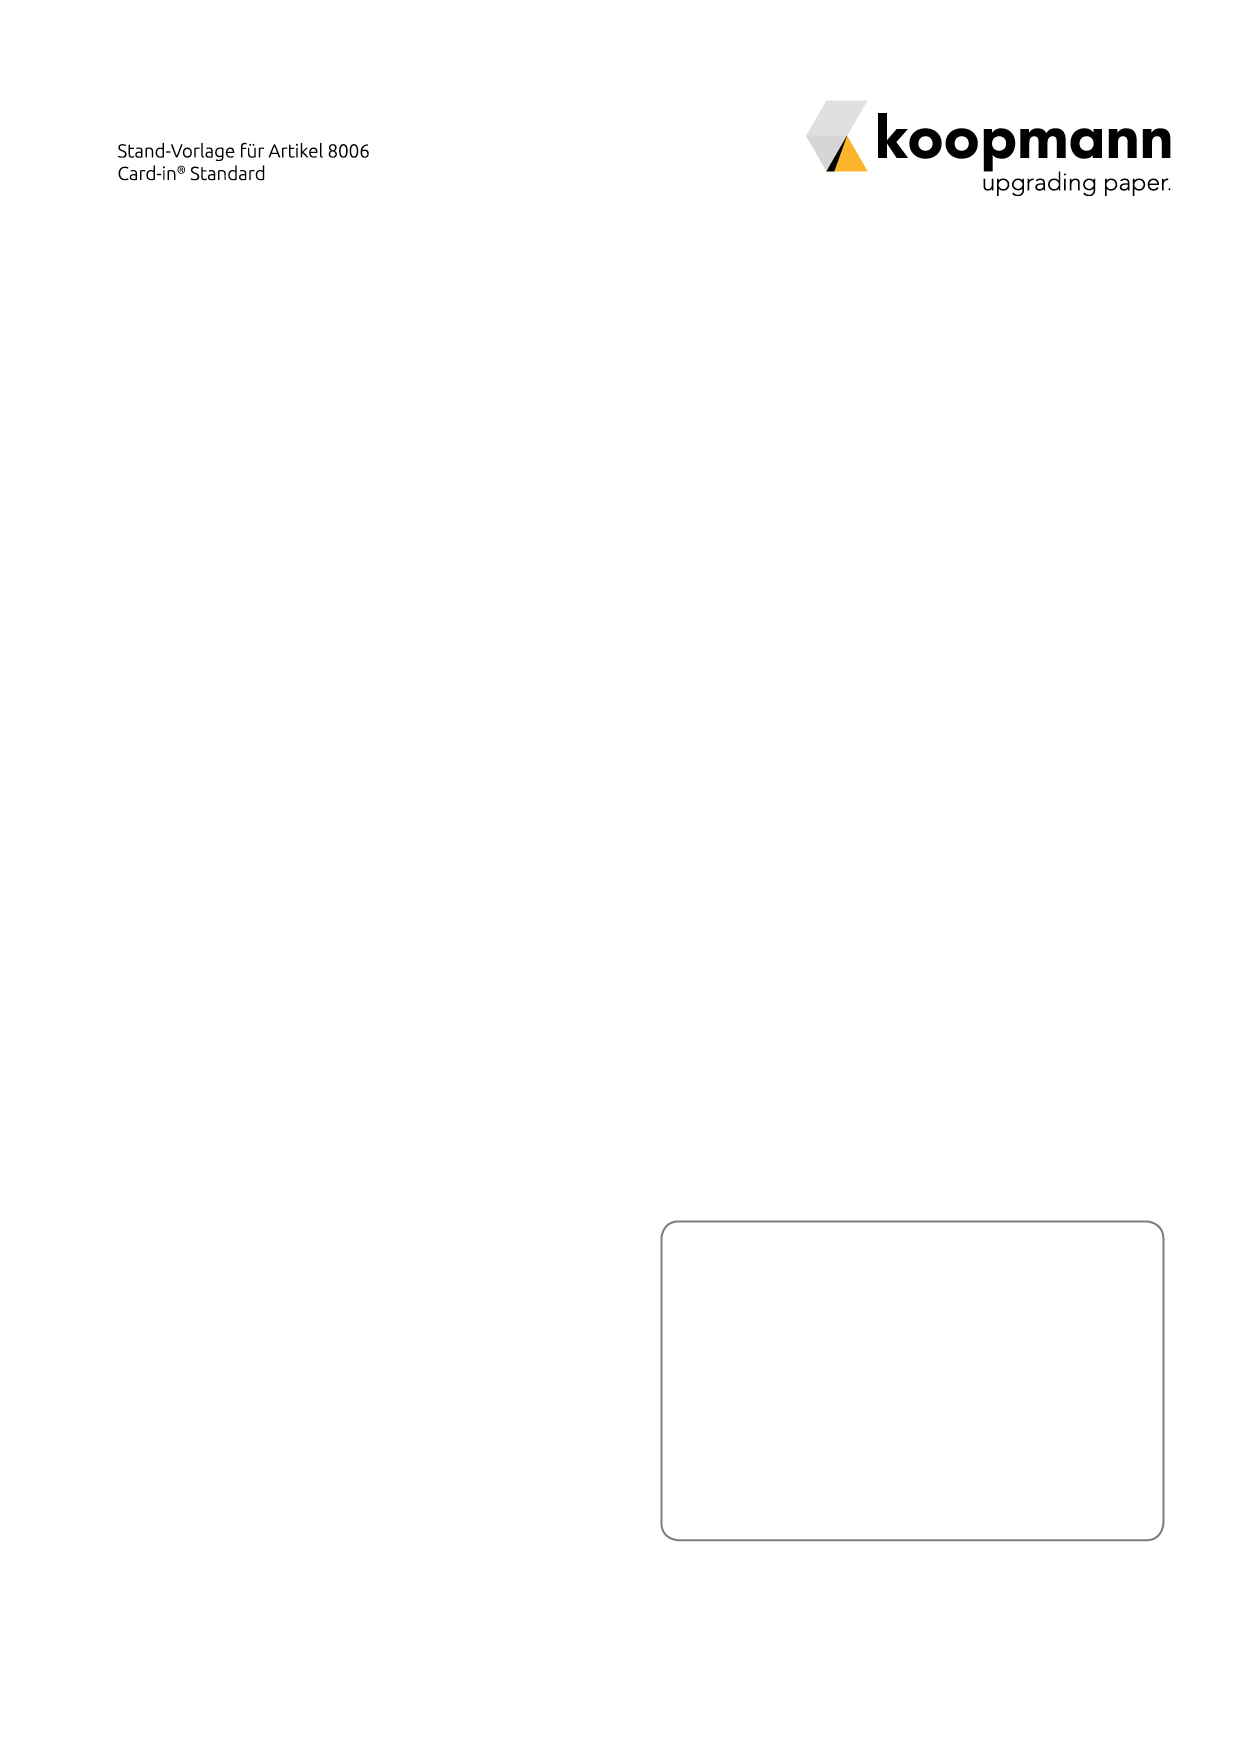 Stand-Vorlage für Artikel 8006
Card-in® Standard
koopmann
upgrading paper.